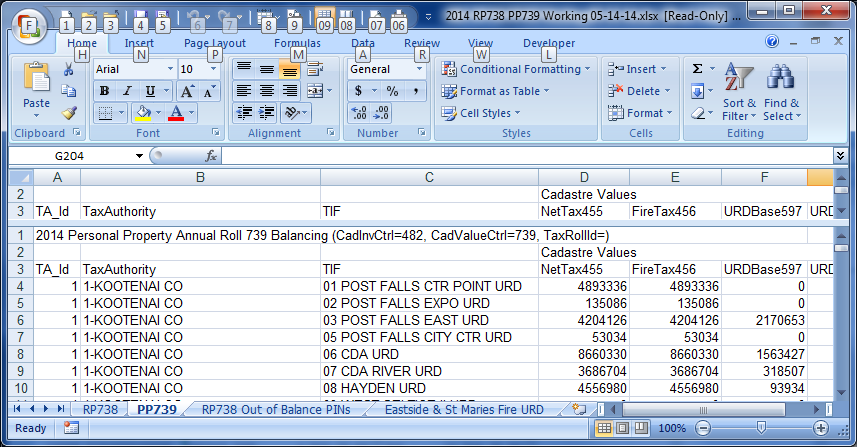 2014 RP738 PP739 Working 05-14-14.xlsx [Read-Only] ...
F 1 2 3 4 5 6 7 8 9 09 08 07 06
Home Insert Page Layout Formulas Data Review View Developer
H N P M A R W L
Paste
Clipboard
Arial 10
B I U A A
A
Font
Alignment
General
$ % ,
.0 .00 .00 .0
Number
Conditional Formatting
Format as Table
Cell Styles
Styles
Insert
Delete
Format
Cells
Σ
Sort & Filter
Find & Select
Editing
G204 fx
A B C D E F
2 Cadastre Values
3 TA_Id TaxAuthority TIF NetTax455 FireTax456 URDBase597 URD
1 2014 Personal Property Annual Roll 739 Balancing (CadInvCtrl=482, CadValueCtrl=739, TaxRollId=)
2 Cadastre Values
3 TA_Id TaxAuthority TIF NetTax455 FireTax456 URDBase597 URD
4 1 1-KOOTENAI CO 01 POST FALLS CTR POINT URD 4893336 4893336 0
5 1 1-KOOTENAI CO 02 POST FALLS EXPO URD 135086 135086 0
6 1 1-KOOTENAI CO 03 POST FALLS EAST URD 4204126 4204126 2170653
7 1 1-KOOTENAI CO 05 POST FALLS CITY CTR URD 53034 53034 0
8 1 1-KOOTENAI CO 06 CDA URD 8660330 8660330 1563427
9 1 1-KOOTENAI CO 07 CDA RIVER URD 3686704 3686704 318507
10 1 1-KOOTENAI CO 08 HAYDEN URD 4556980 4556980 93934
RP738 PP739 RP738 Out of Balance PINs Eastside & St Maries Fire URD
Ready 100%